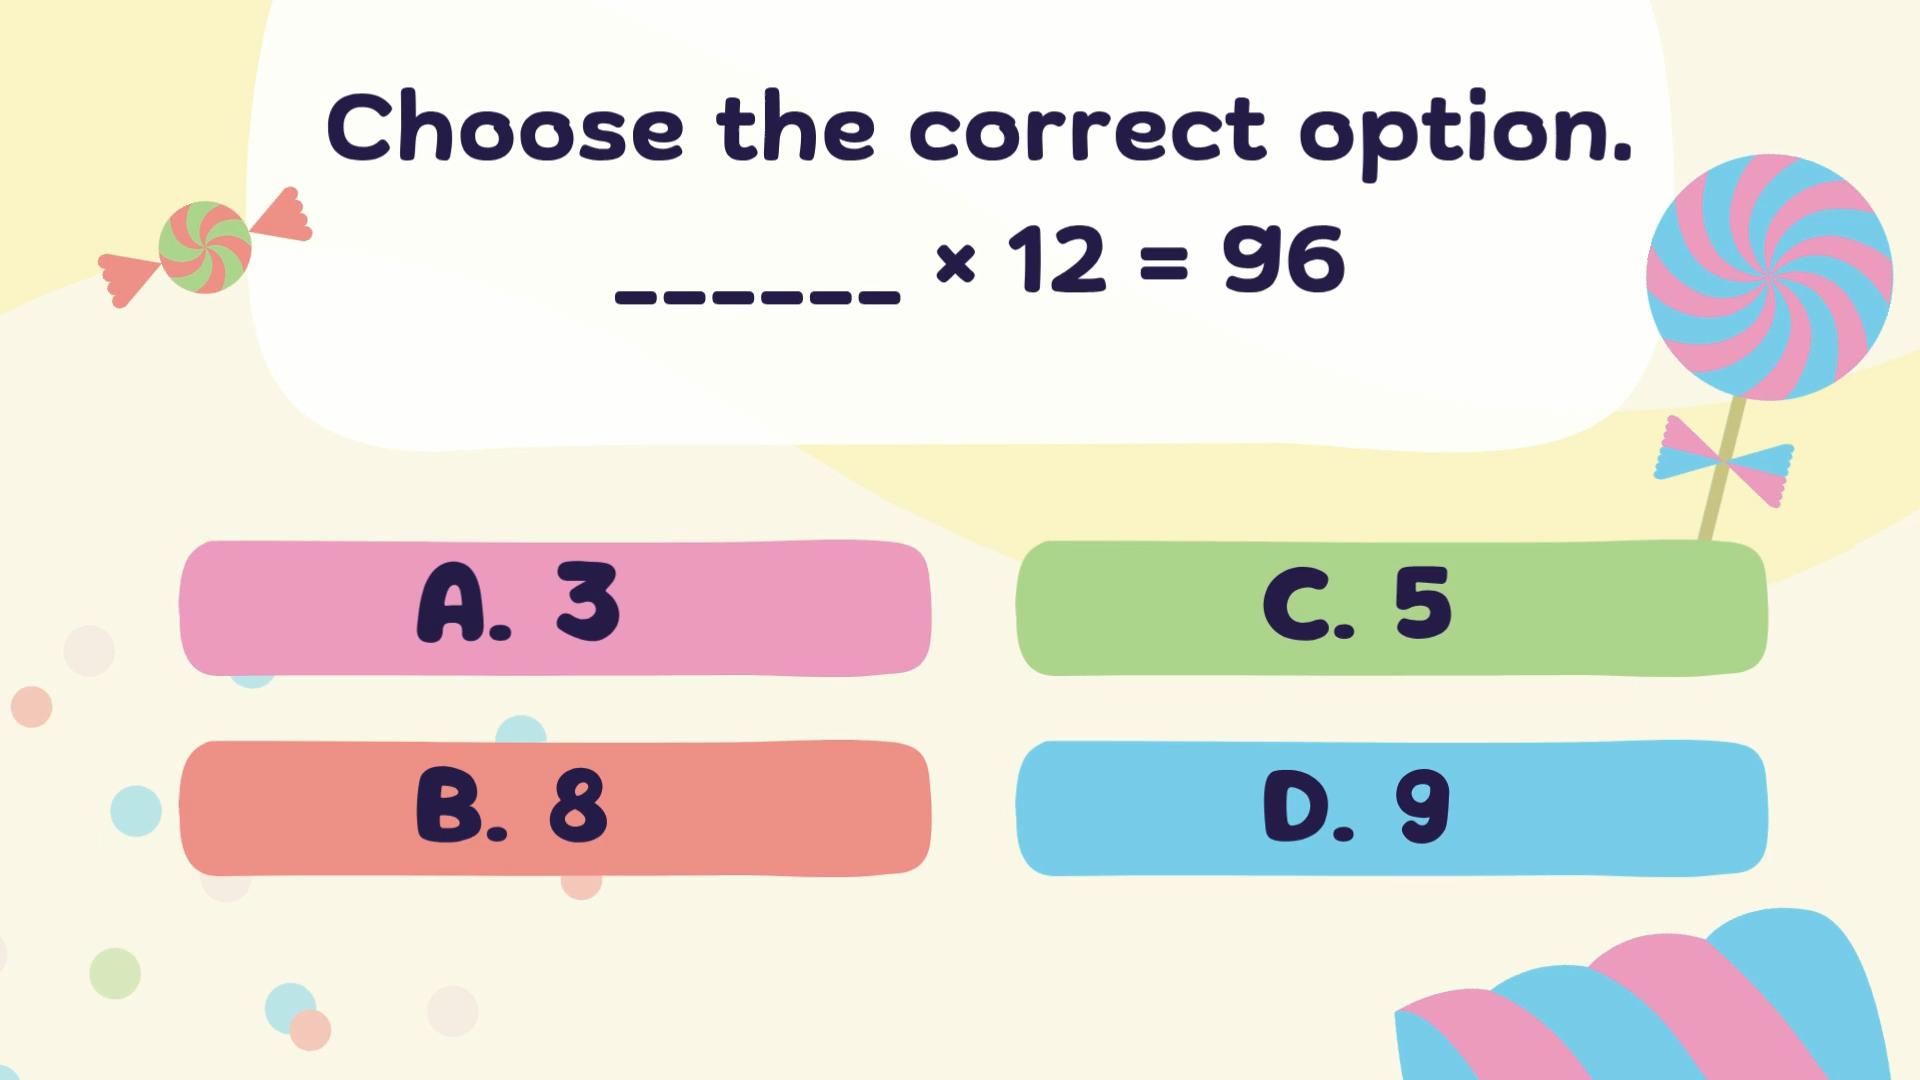 Choose the correct option.
______ × 12 = 96
A. 3
B. 8
C. 5
D. 9